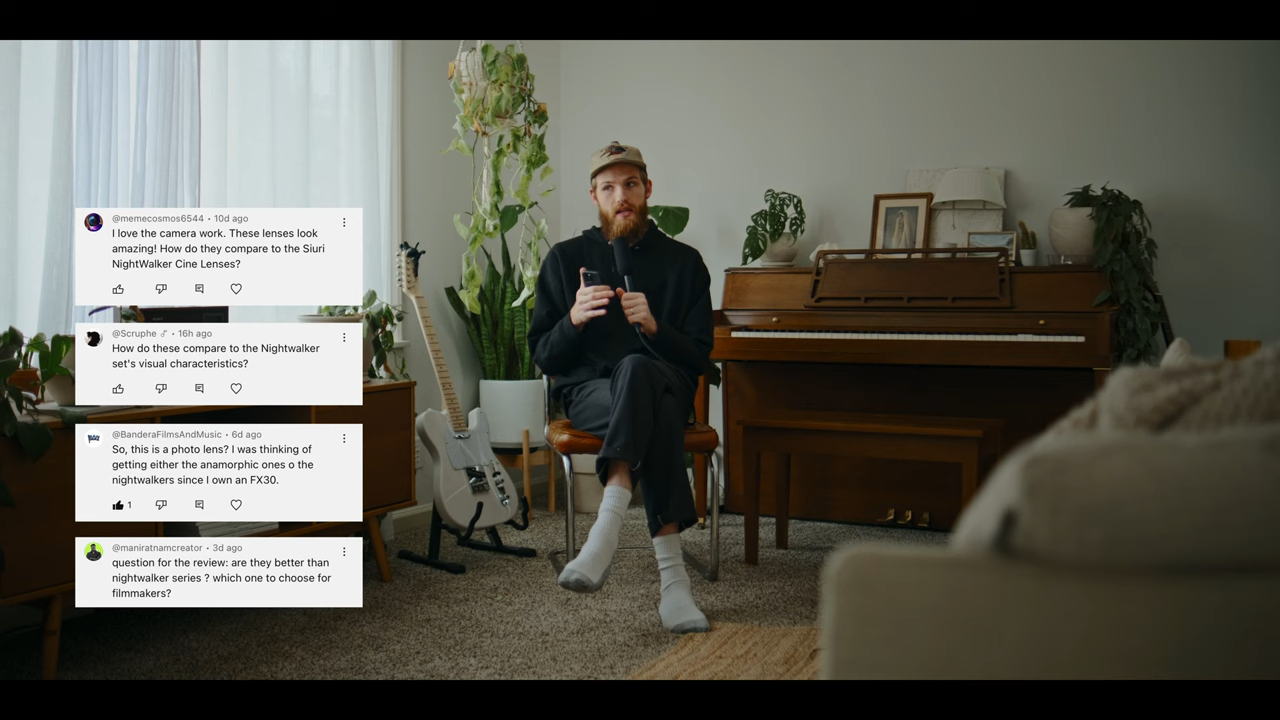 @memecosmos6544 • 10d ago
I love the camera work. These lenses look
amazing! How do they compare to the Siuri
NightWalker Cine Lenses?
@Scruphe • 16h ago
How do these compare to the Nightwalker
set's visual characteristics?
@BanderaFilmsAndMusic • 6d ago
So, this is a photo lens? I was thinking of
getting either the anamorphic ones o the
nightwalkers since I own an FX30.
1
@maniratnamcreator • 3d ago
question for the review: are they better than
nightwalker series ? which one to choose for
filmmakers?